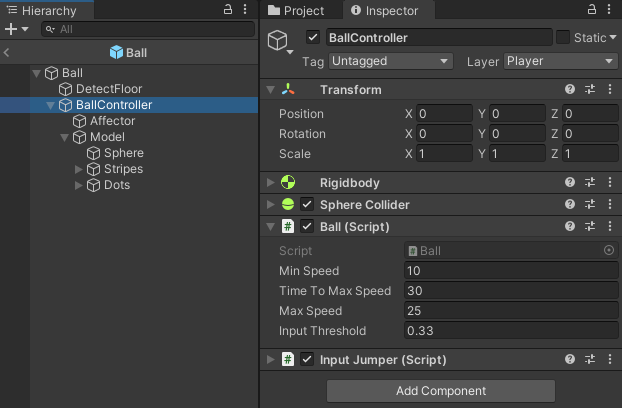 Hierarchy
All
Ball
Ball
DetectFloor
BallController
Affector
Model
Sphere
Stripes
Dots
Project
Inspector
BallController
Static
Tag Untagged Layer Player
Transform
Position X 0 Y 0 Z 0
Rotation X 0 Y 0 Z 0
Scale X 1 Y 1 Z 1
Rigidbody
Sphere Collider
# Ball (Script)
Script # Ball
Min Speed 10
Time To Max Speed 30
Max Speed 25
Input Threshold 0.33
# Input Jumper (Script)
Add Component